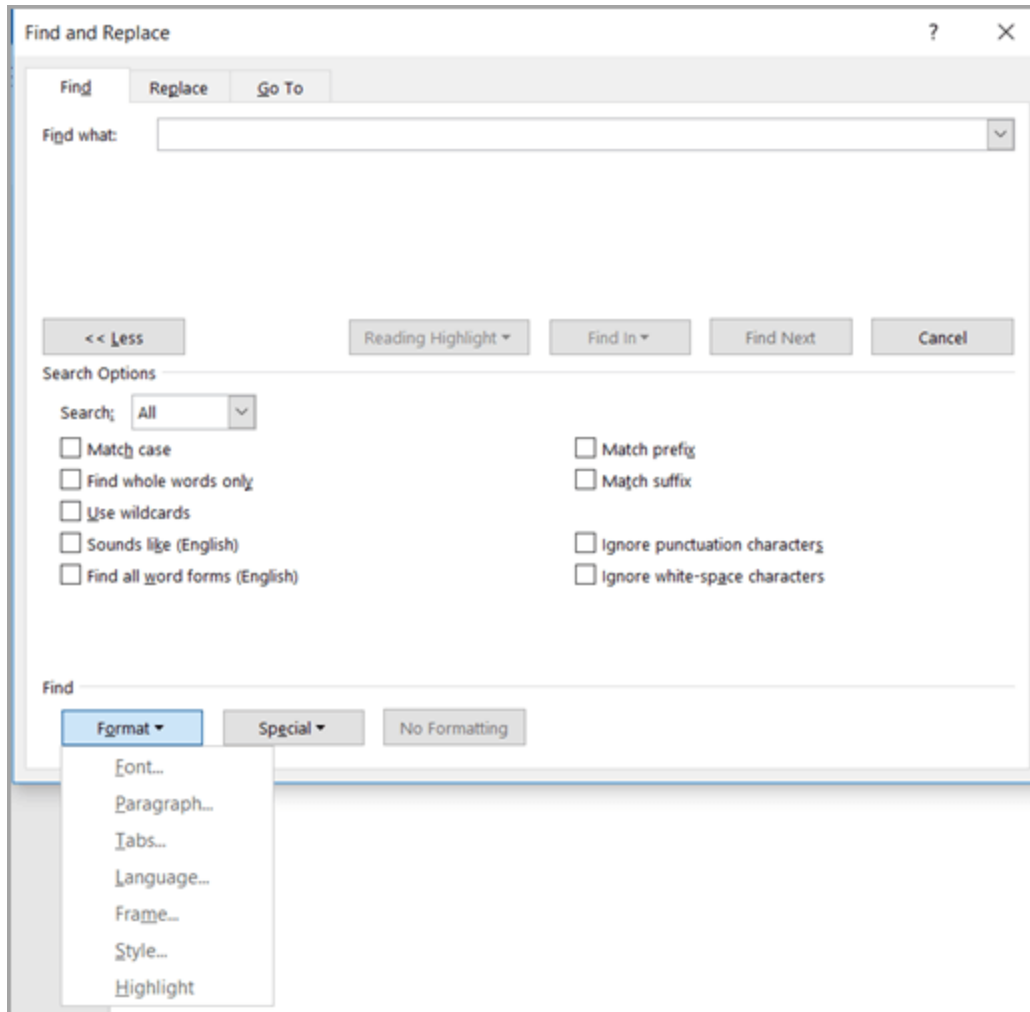 Find and Replace ? ×
Find Replace Go To
Find what:
<< Less Reading Highlight Find In Find Next Cancel
Search Options
Search: All
Match case Match prefix
Find whole words only Match suffix
Use wildcards
Sounds like (English) Ignore punctuation characters
Find all word forms (English) Ignore white-space characters
Find
Format Special No Formatting
Font...
Paragraph...
Tabs...
Language...
Frame...
Style...
Highlight